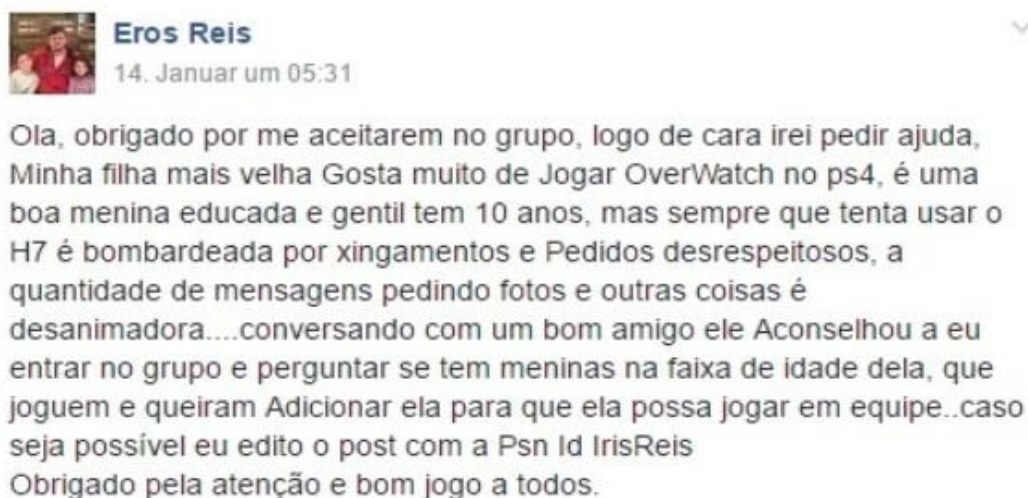 Eros Reis
14. Januar um 05:31
Ola, obrigado por me aceitarem no grupo, logo de cara irei pedir ajuda,
Minha filha mais velha Gosta muito de Jogar OverWatch no ps4, é uma
boa menina educada e gentil tem 10 anos, mas sempre que tenta usar o
H7 é bombardeada por xingamentos e Pedidos desrespeitosos, a
quantidade de mensagens pedindo fotos e outras coisas é
desanimadora....conversando com um bom amigo ele Aconselhou a eu
entrar no grupo e perguntar se tem meninas na faixa de idade dela, que
joguem e queiram Adicionar ela para que ela possa jogar em equipe..caso
seja possível eu edito o post com a Psn Id IrisReis
Obrigado pela atenção e bom jogo a todos.